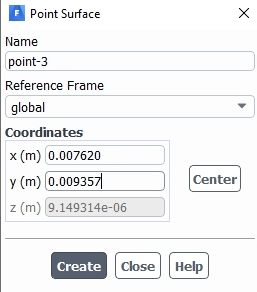 F Point Surface
Name
point-3
Reference Frame
global
Coordinates
x (m) 0.007620
y (m) 0.009357
Center
z (m) 9.149314e-06
Create Close Help